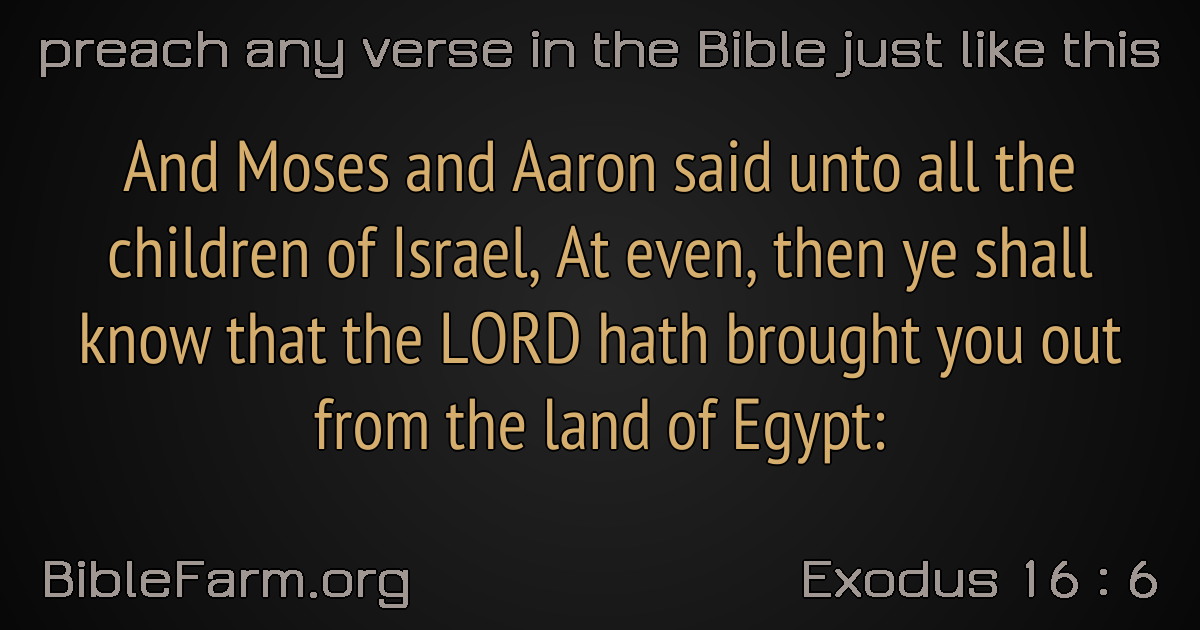 preach any verse in the Bible just like this
And Moses and Aaron said unto all the
children of Israel, At even, then ye shall
know that the LORD hath brought you out
from the land of Egypt:
BibleFarm.org
Exodus 16 : 6